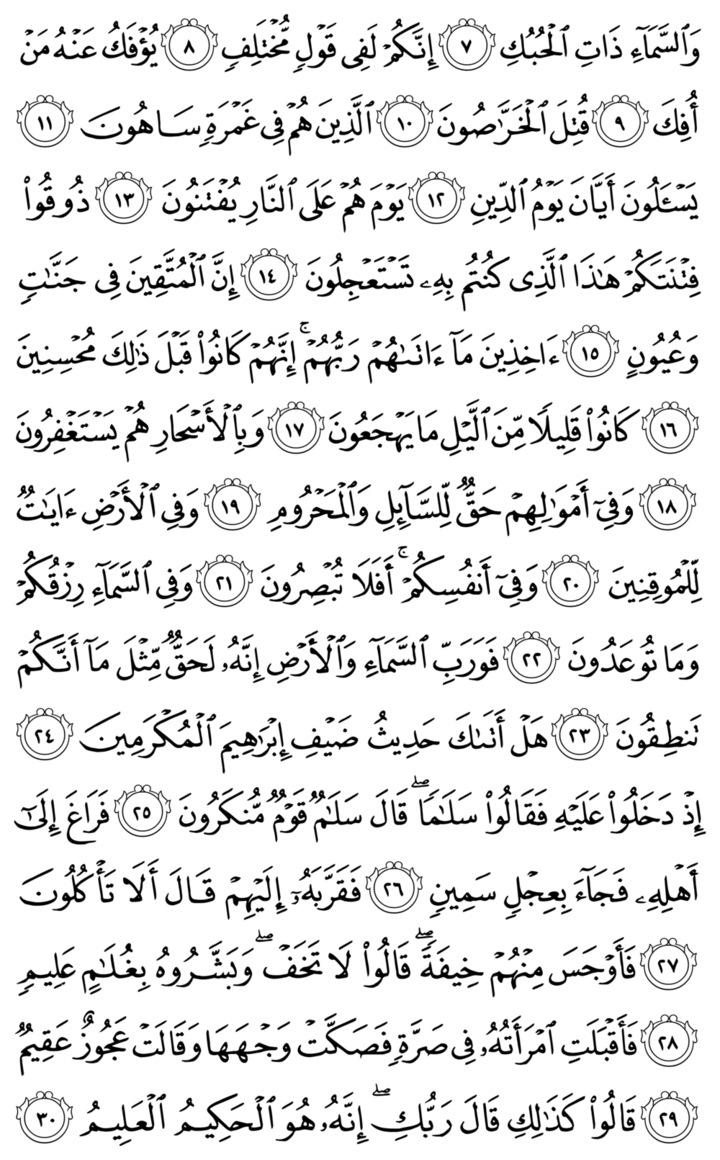 وَٱلسَّمَآءِ ذَاتِ ٱلْحُبُكِ ٧ إِنَّكُمْ لَفِى قَوْلٍ مُّخْتَلِفٍ ٨ يُؤْفَكُ عَنْهُ مَنْ
أُفِكَ ٩ قُتِلَ ٱلْخَرَّٰصُونَ ١٠ ٱلَّذِينَ هُمْ فِى غَمْرَةٍ سَاهُونَ ١١
يَسْـَٔلُونَ أَيَّانَ يَوْمُ ٱلدِّينِ ١٢ يَوْمَ هُمْ عَلَى ٱلنَّارِ يُفْتَنُونَ ١٣ ذُوقُوا۟
فِتْنَتَكُمْ هَٰذَا ٱلَّذِى كُنتُم بِهِۦ تَسْتَعْجِلُونَ ١٤ إِنَّ ٱلْمُتَّقِينَ فِى جَنَّٰتٍ
وَعُيُونٍ ١٥ ءَاخِذِينَ مَآ ءَاتَىٰهُمْ رَبُّهُمْ ۚ إِنَّهُمْ كَانُوا۟ قَبْلَ ذَٰلِكَ مُحْسِنِينَ
١٦ كَانُوا۟ قَلِيلًا مِّنَ ٱلَّيْلِ مَا يَهْجَعُونَ ١٧ وَبِٱلْأَسْحَارِ هُمْ يَسْتَغْفِرُونَ
١٨ وَفِىٓ أَمْوَٰلِهِمْ حَقٌّ لِّلسَّآئِلِ وَٱلْمَحْرُومِ ١٩ وَفِى ٱلْأَرْضِ ءَايَٰتٌ
لِّلْمُوقِنِينَ ٢٠ وَفِىٓ أَنفُسِكُمْ ۚ أَفَلَا تُبْصِرُونَ ٢١ وَفِى ٱلسَّمَآءِ رِزْقُكُمْ
وَمَا تُوعَدُونَ ٢٢ فَوَرَبِّ ٱلسَّمَآءِ وَٱلْأَرْضِ إِنَّهُۥ لَحَقٌّ مِّثْلَ مَآ أَنَّكُمْ
تَنطِقُونَ ٢٣ هَلْ أَتَىٰكَ حَدِيثُ ضَيْفِ إِبْرَٰهِيمَ ٱلْمُكْرَمِينَ ٢٤
إِذْ دَخَلُوا۟ عَلَيْهِ فَقَالُوا۟ سَلَٰمًا ۖ قَالَ سَلَٰمٌ قَوْمٌ مُّنكَرُونَ ٢٥ فَرَاغَ إِلَىٰٓ
أَهْلِهِۦ فَجَآءَ بِعِجْلٍ سَمِينٍ ٢٦ فَقَرَّبَهُۥٓ إِلَيْهِمْ قَالَ أَلَا تَأْكُلُونَ
٢٧ فَأَوْجَسَ مِنْهُمْ خِيفَةً ۖ قَالُوا۟ لَا تَخَفْ ۖ وَبَشَّرُوهُ بِغُلَٰمٍ عَلِيمٍ
٢٨ فَأَقْبَلَتِ ٱمْرَأَتُهُۥ فِى صَرَّةٍ فَصَكَّتْ وَجْهَهَا وَقَالَتْ عَجُوزٌ عَقِيمٌ
٢٩ قَالُوا۟ كَذَٰلِكِ قَالَ رَبُّكِ ۖ إِنَّهُۥ هُوَ ٱلْحَكِيمُ ٱلْعَلِيمُ ٣٠